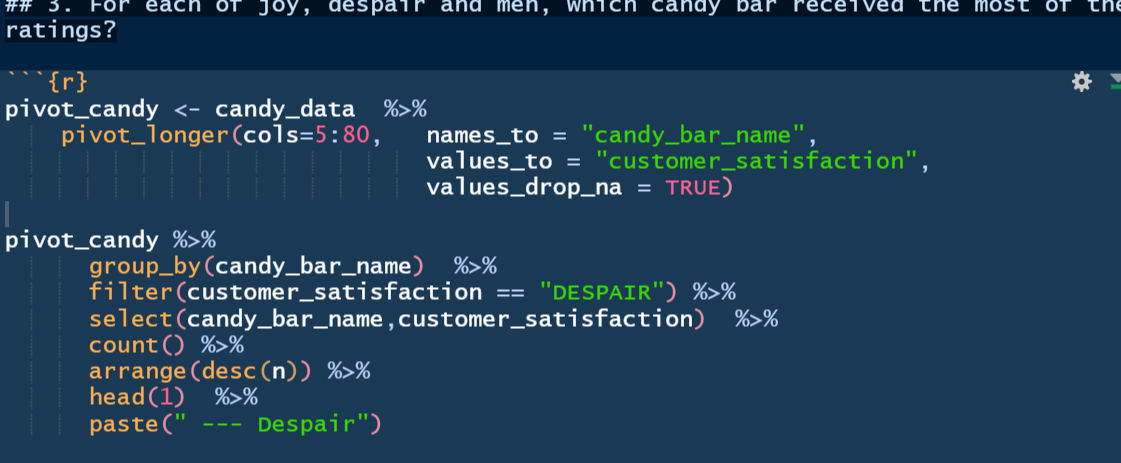 ## 3. For each of joy, despair and meh, which candy bar received the most of the
ratings?
```{r}
pivot_candy <- candy_data  %>%
    pivot_longer(cols=5:80,   names_to = "candy_bar_name",
                              values_to = "customer_satisfaction",
                              values_drop_na = TRUE)
pivot_candy %>%
      group_by(candy_bar_name)  %>%
      filter(customer_satisfaction == "DESPAIR") %>%
      select(candy_bar_name,customer_satisfaction)  %>%
      count() %>%
      arrange(desc(n)) %>%
      head(1)  %>%
      paste(" --- Despair")